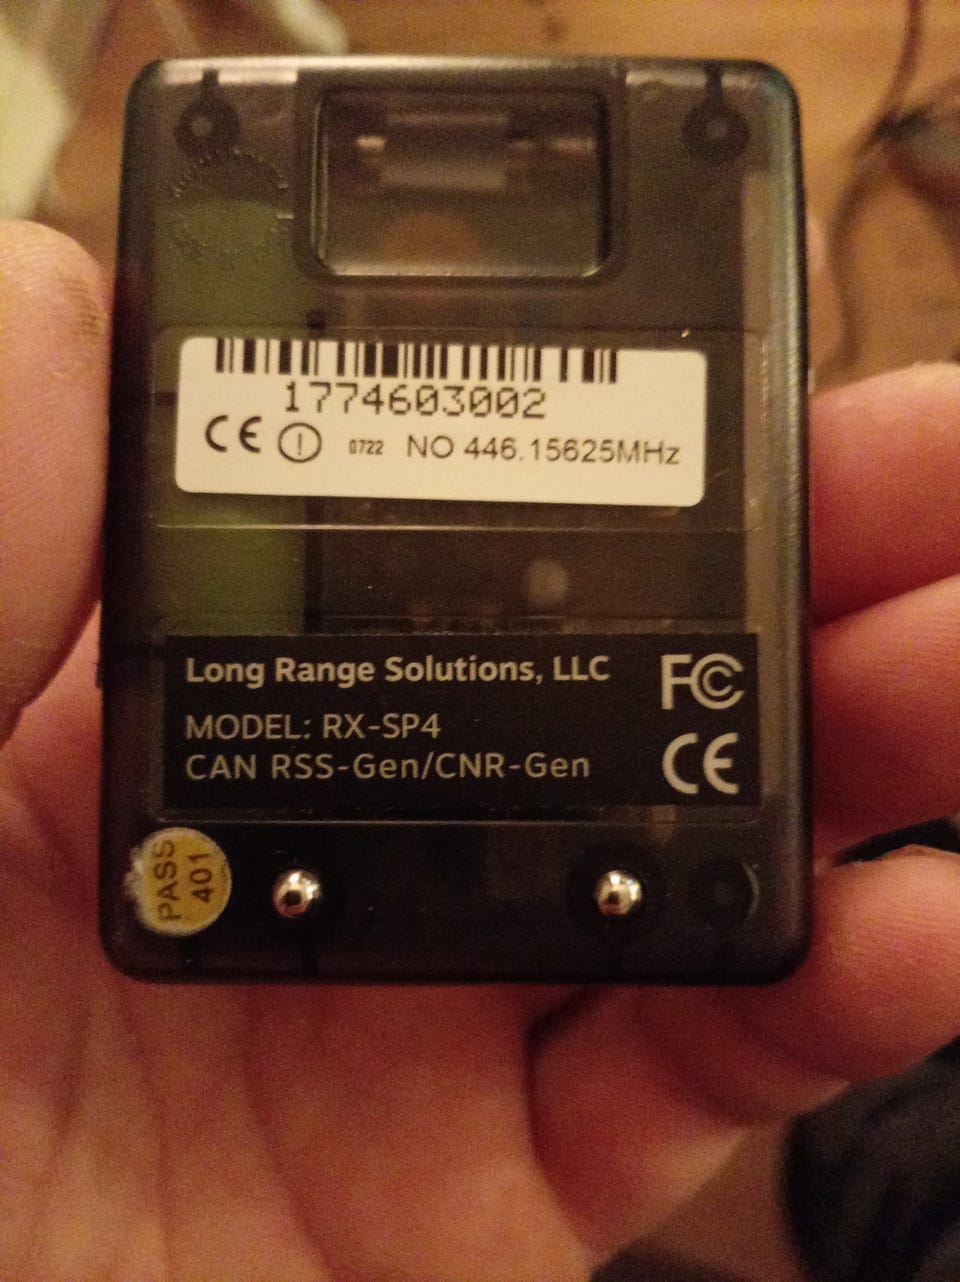 1774603002
CE 0722 NO 446.15625MHz
Long Range Solutions, LLC
FC
MODEL: RX-SP4
CAN RSS-Gen/CNR-Gen
CE
PASS
401